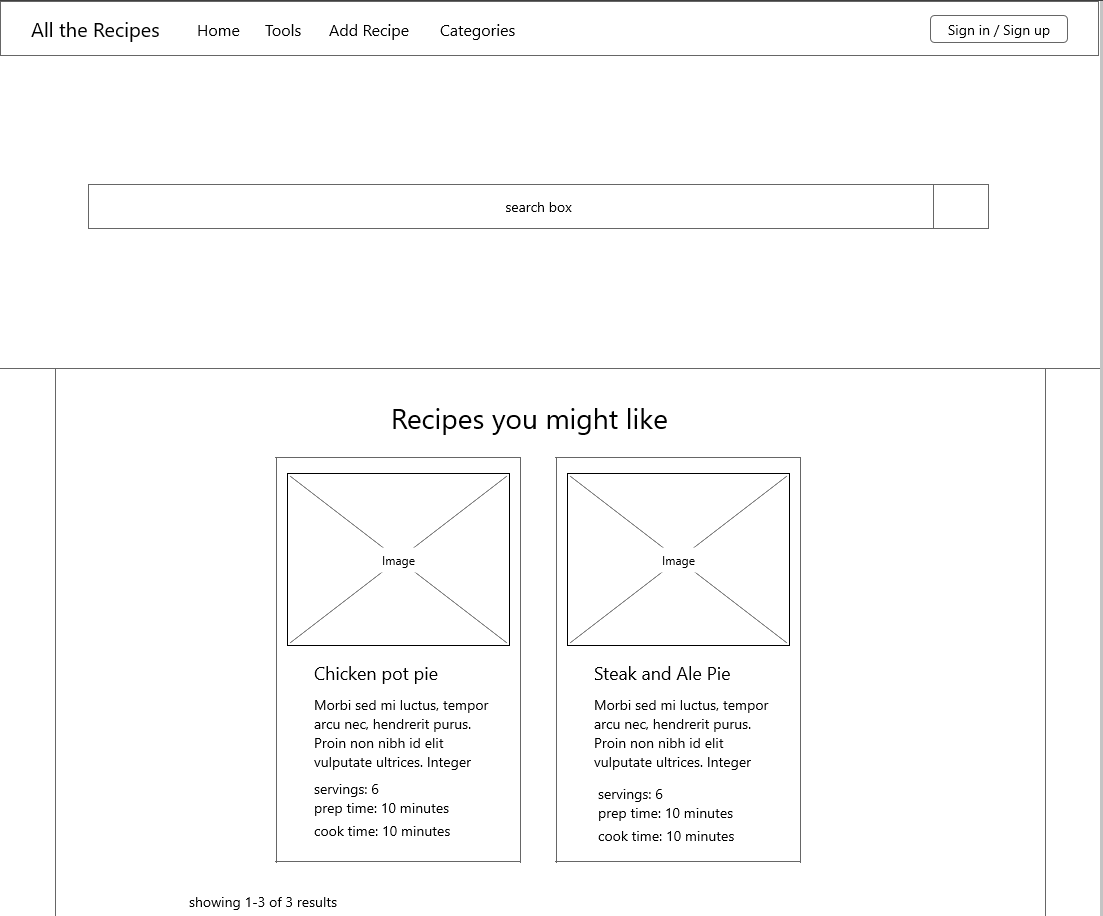 All the Recipes Home Tools Add Recipe Categories Sign in / Sign up
search box
Recipes you might like
Image
Chicken pot pie
Morbi sed mi luctus, tempor
arcu nec, hendrerit purus.
Proin non nibh id elit
vulputate ultrices. Integer
servings: 6
prep time: 10 minutes
cook time: 10 minutes
Image
Steak and Ale Pie
Morbi sed mi luctus, tempor
arcu nec, hendrerit purus.
Proin non nibh id elit
vulputate ultrices. Integer
servings: 6
prep time: 10 minutes
cook time: 10 minutes
showing 1-3 of 3 results